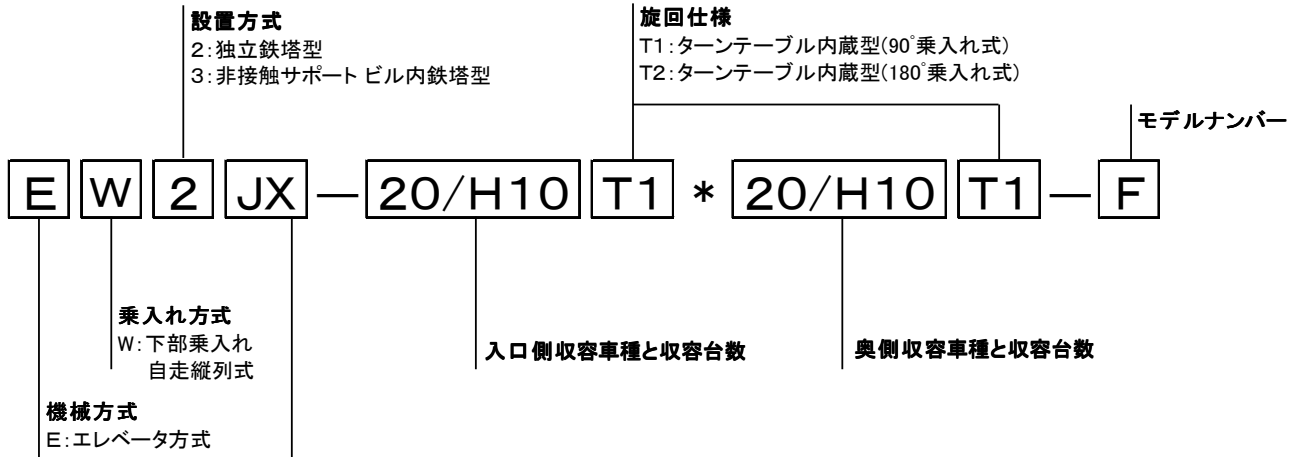 設置方式
2:独立鉄塔型
3:非接触サポート ビル内鉄塔型
旋回仕様
T1:ターンテーブル内蔵型(90°乗入れ式)
T2:ターンテーブル内蔵型(180°乗入れ式)
モデルナンバー
E W 2 JX — 20/H10 T1 * 20/H10 T1 — F
乗入れ方式
W:下部乗入れ
自走縦列式
入口側収容車種と収容台数
奥側収容車種と収容台数
機械方式
E:エレベータ方式